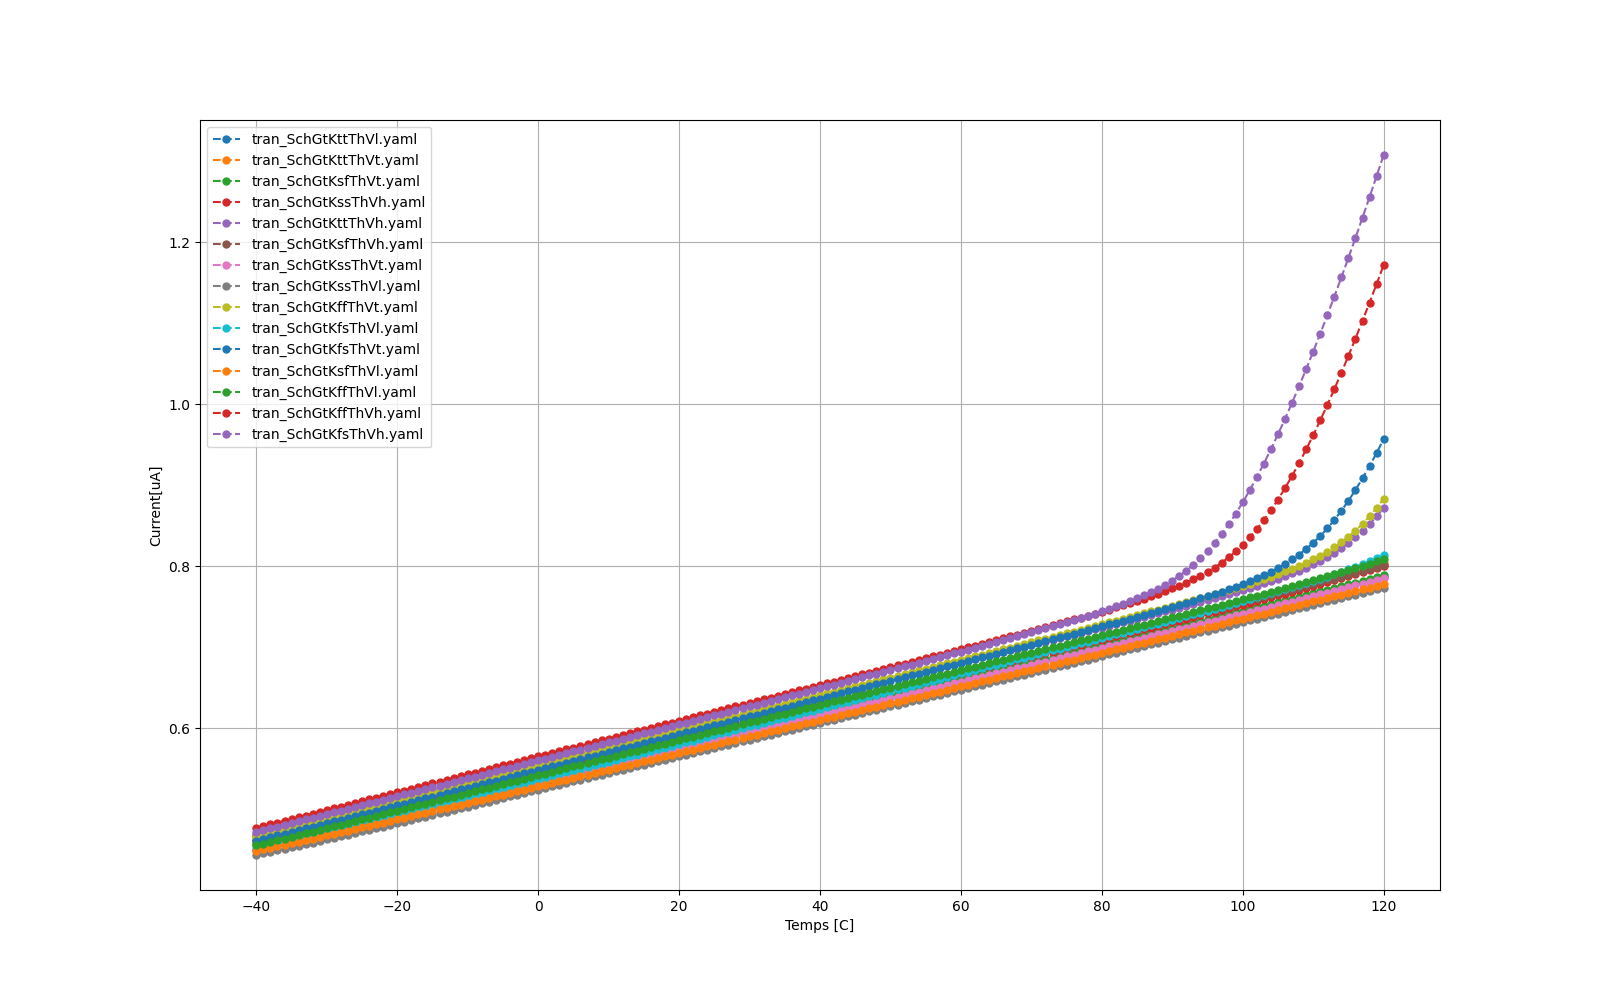 tran_SchGtKttThVl.yaml
tran_SchGtKttThVt.yaml
tran_SchGtKsfThVt.yaml
tran_SchGtKssThVh.yaml
tran_SchGtKttThVh.yaml
tran_SchGtKsfThVh.yaml
tran_SchGtKssThVt.yaml
tran_SchGtKssThVl.yaml
tran_SchGtKffThVt.yaml
tran_SchGtKfsThVl.yaml
tran_SchGtKfsThVt.yaml
tran_SchGtKsfThVl.yaml
tran_SchGtKffThVl.yaml
tran_SchGtKffThVh.yaml
tran_SchGtKfsThVh.yaml
1.2
1.0
0.8
0.6
Current[uA]
−40 −20 0 20 40 60 80 100 120
Temps [C]